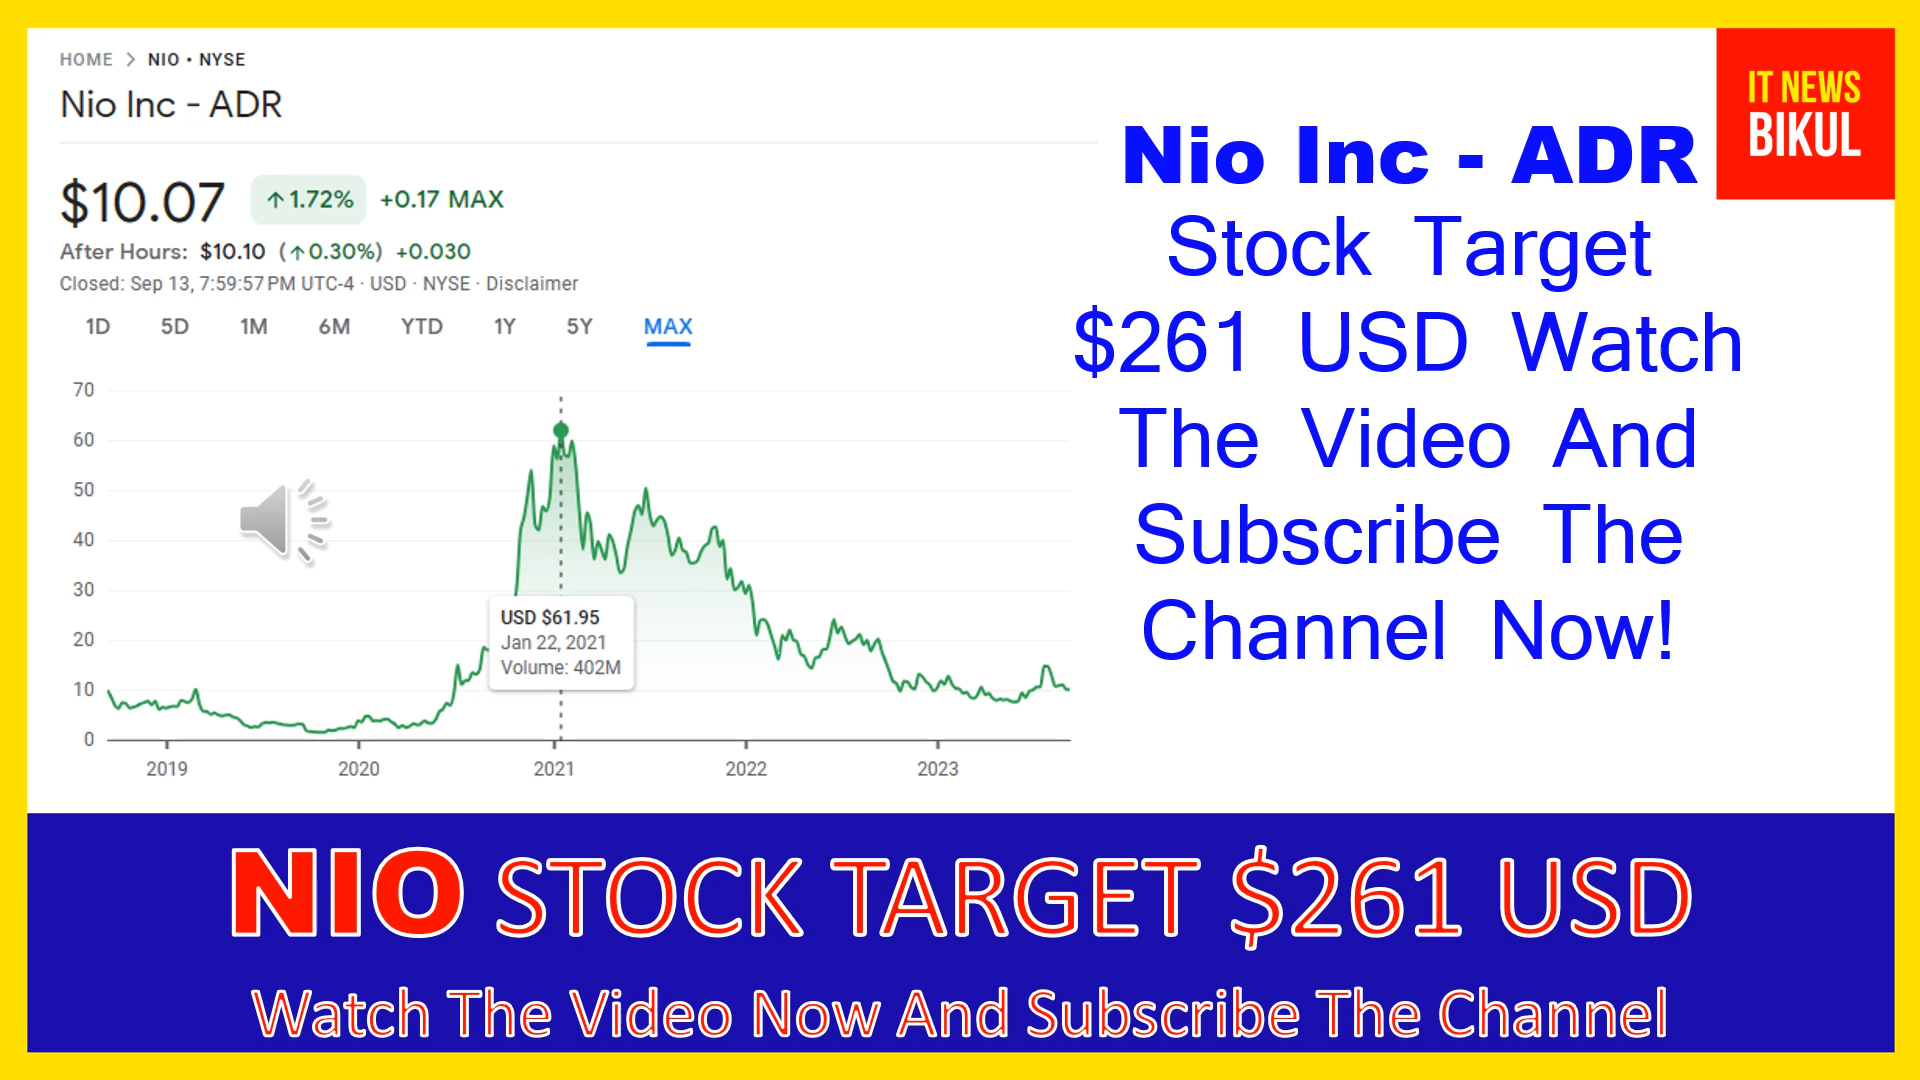 HOME > NIO • NYSE
Nio Inc - ADR
$10.07 ↑1.72% +0.17 MAX
After Hours: $10.10 (↑0.30%) +0.030
Closed: Sep 13, 7:59:57 PM UTC-4 · USD · NYSE · Disclaimer
1D 5D 1M 6M YTD 1Y 5Y MAX
70
60
50
40
30
20
10
0
USD $61.95
Jan 22, 2021
Volume: 402M
2019 2020 2021 2022 2023
Nio Inc - ADR
Stock Target
$261 USD Watch
The Video And
Subscribe The
Channel Now!
IT NEWS
BIKUL
NIO STOCK TARGET $261 USD
Watch The Video Now And Subscribe The Channel